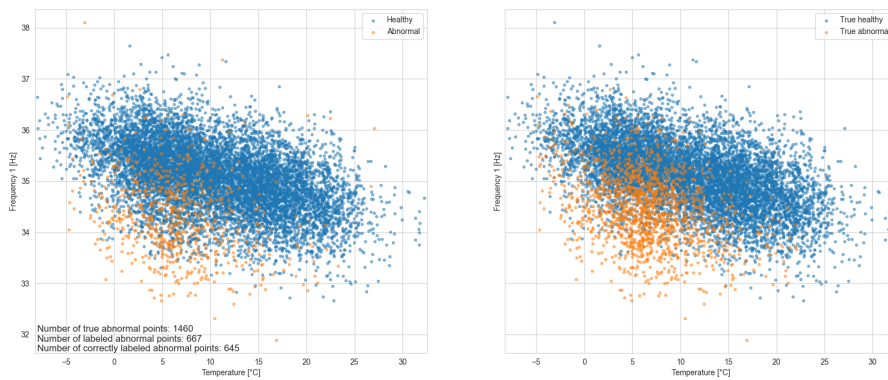 Healthy
Abnormal
38
37
36
35
34
33
32
Frequency 1 [Hz]
Number of true abnormal points: 1460
Number of labeled abnormal points: 667
Number of correctly labeled abnormal points: 645
−5
0
5
10
15
20
25
30
Temperature [°C]
True healthy
True abnormal
Frequency 1 [Hz]
−5
0
5
10
15
20
25
30
Temperature [°C]